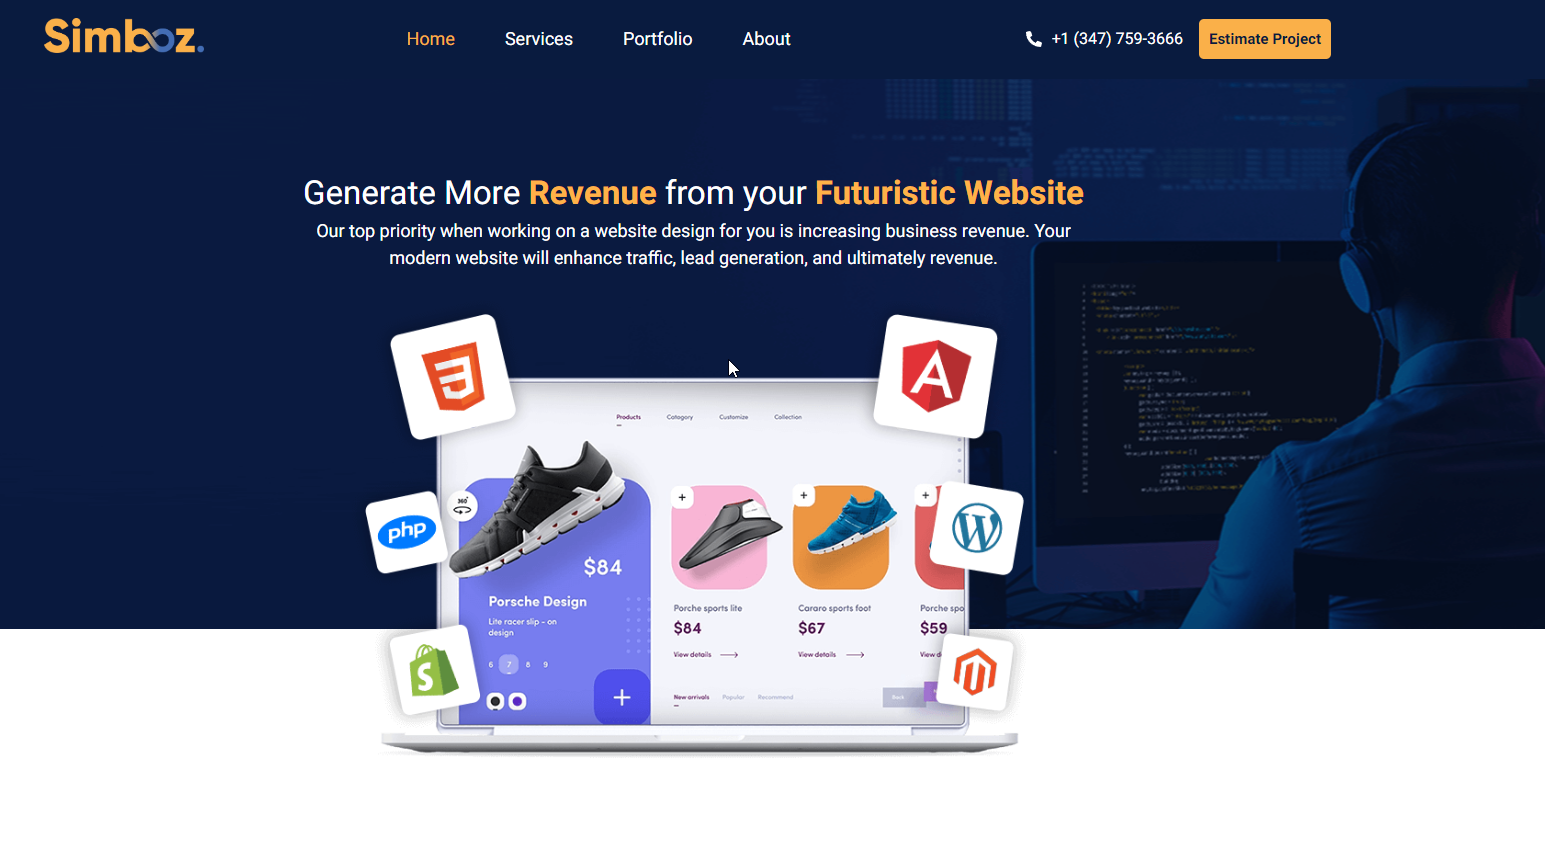 Simboz.
Home
Services
Portfolio
About
+1 (347) 759-3666
Estimate Project
Generate More Revenue from your Futuristic Website
Our top priority when working on a website design for you is increasing business revenue. Your
modern website will enhance traffic, lead generation, and ultimately revenue.
Products
Category
Customize
Collection
360°
php
$84
Porsche Design
Lite racer slip - on
design
6 7 8 9
+
+
+
+
Porche sports lite
$84
View details
Cararo sports foot
$67
View details
Porche spo
$59
View d
New arrivals
Popular
Recommend
Back